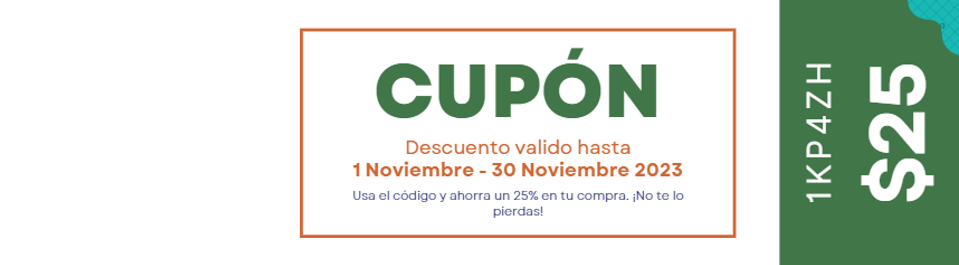 CUPÓN
Descuento valido hasta
1 Noviembre - 30 Noviembre 2023
Usa el código y ahorra un 25% en tu compra. ¡No te lo
pierdas!
1KP4ZH
$25